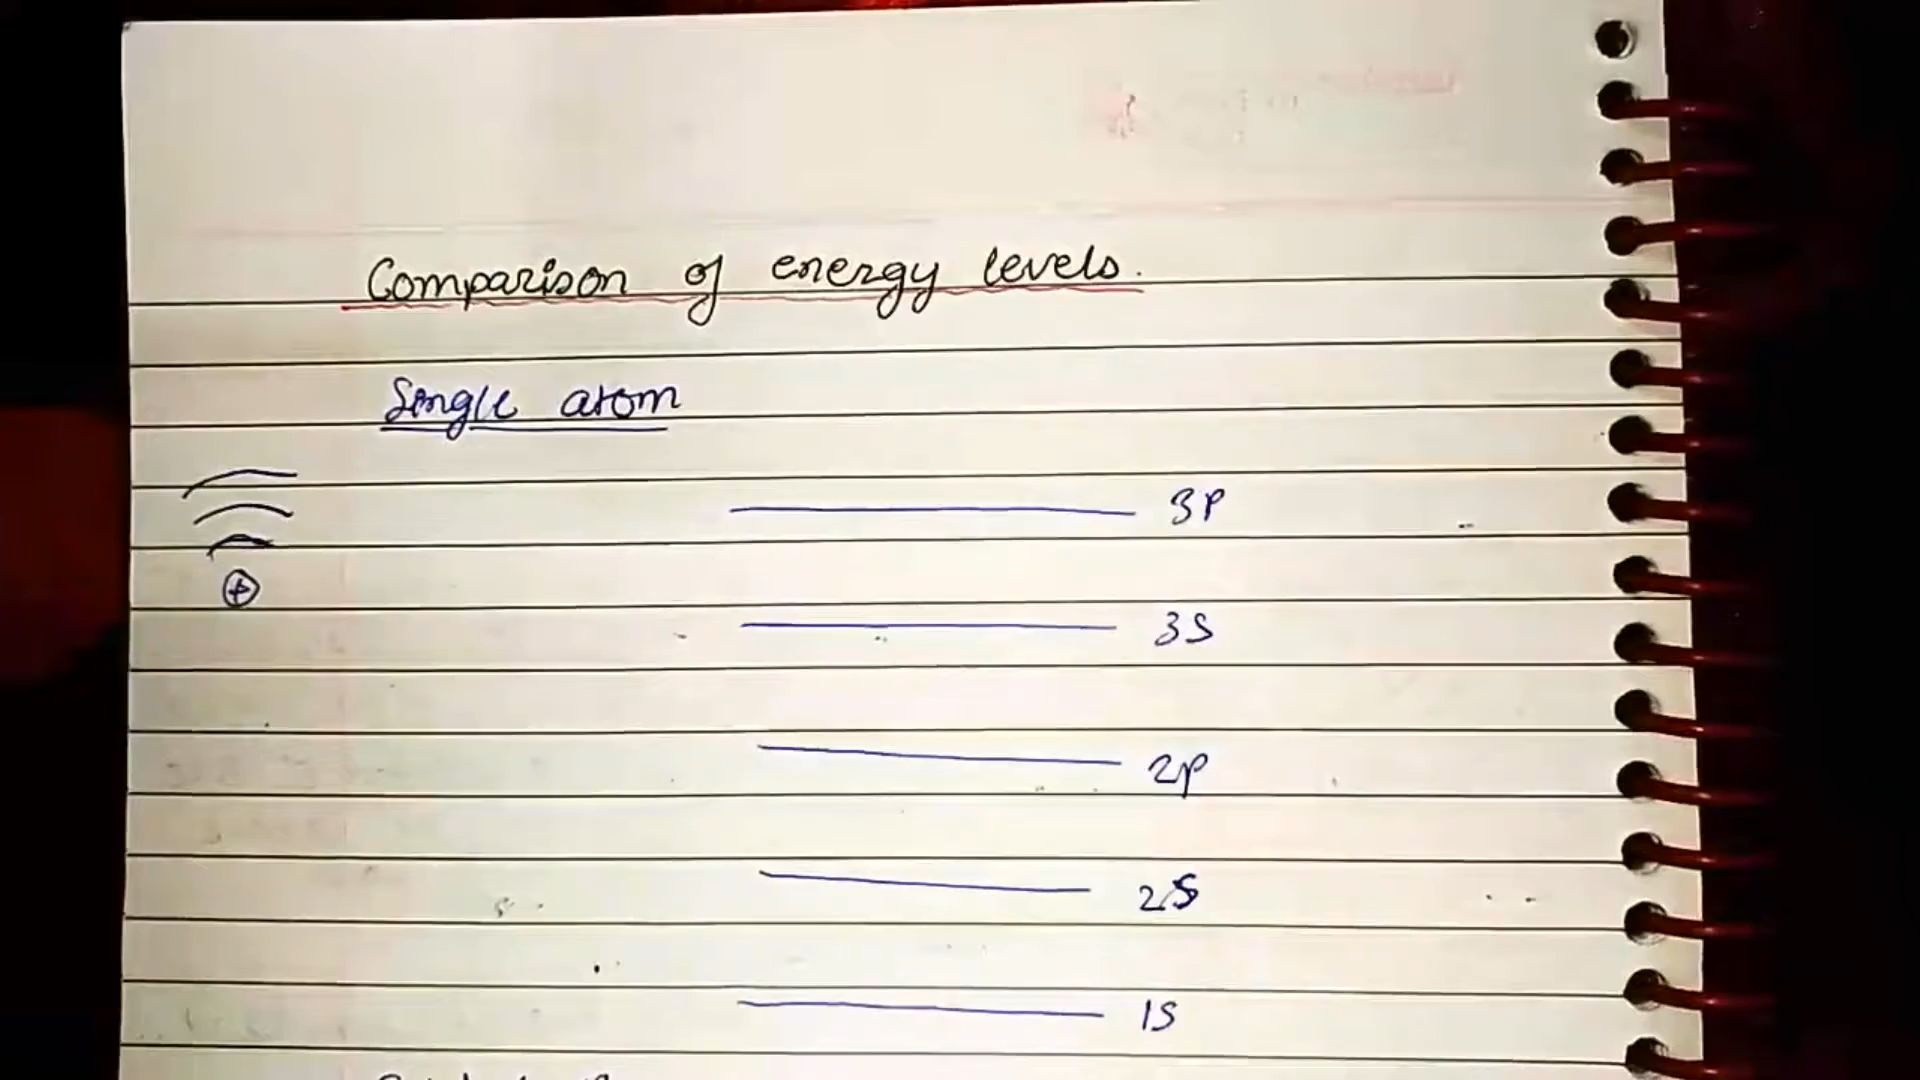 Comparison of energy levels.
Single atom
3P
3S
+
2p
2S
1S